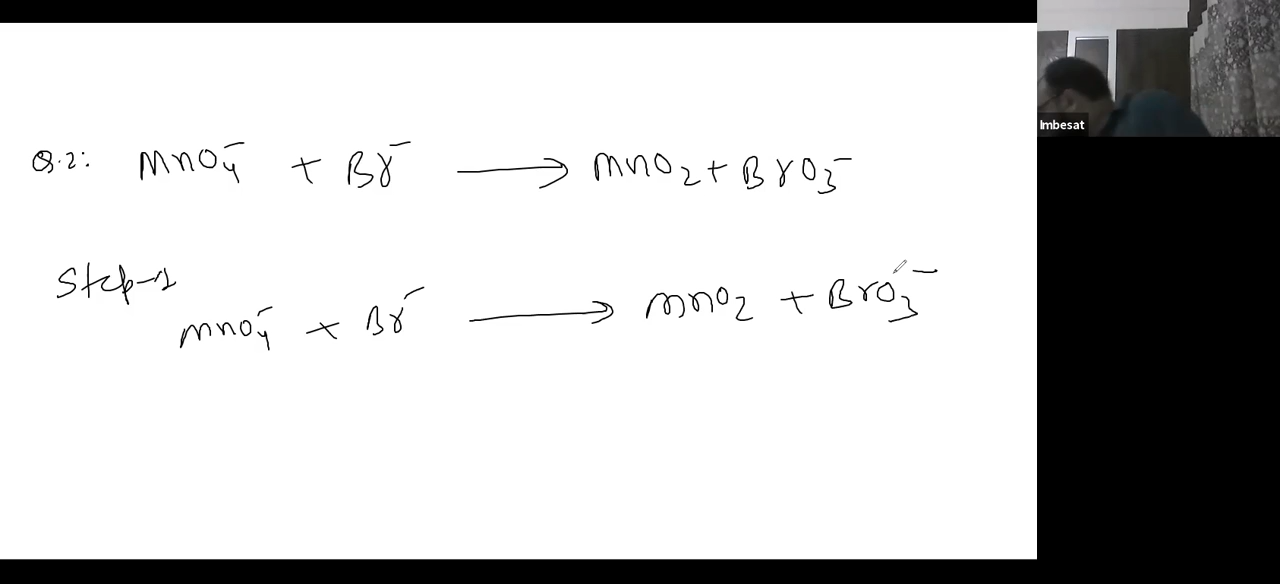 Q.2: MnO₄⁻ + Br⁻ ⟶ MnO₂ + BrO₃⁻
Imbesat
Step-1
MnO₄⁻ + Br⁻ ⟶ MnO₂ + BrO₃⁻